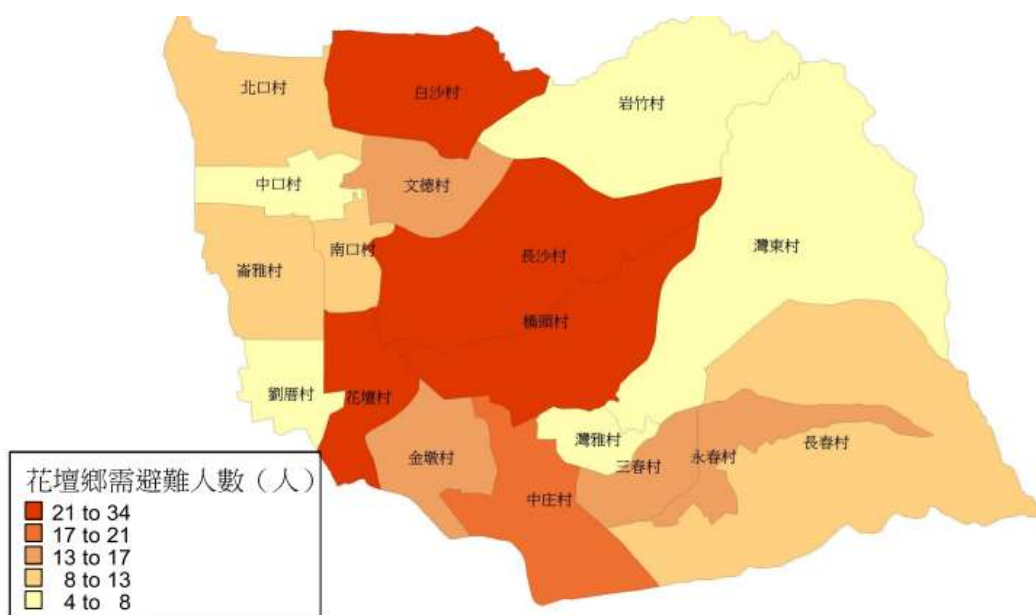 北口村
白沙村
岩竹村
中口村
文德村
南口村
長沙村
灣東村
崙雅村
橋頭村
劉厝村
花壇村
灣雅村
金墩村
三春村
永春村
長春村
中庄村
花壇鄉需避難人數（人）
21 to 34
17 to 21
13 to 17
8 to 13
4 to 8